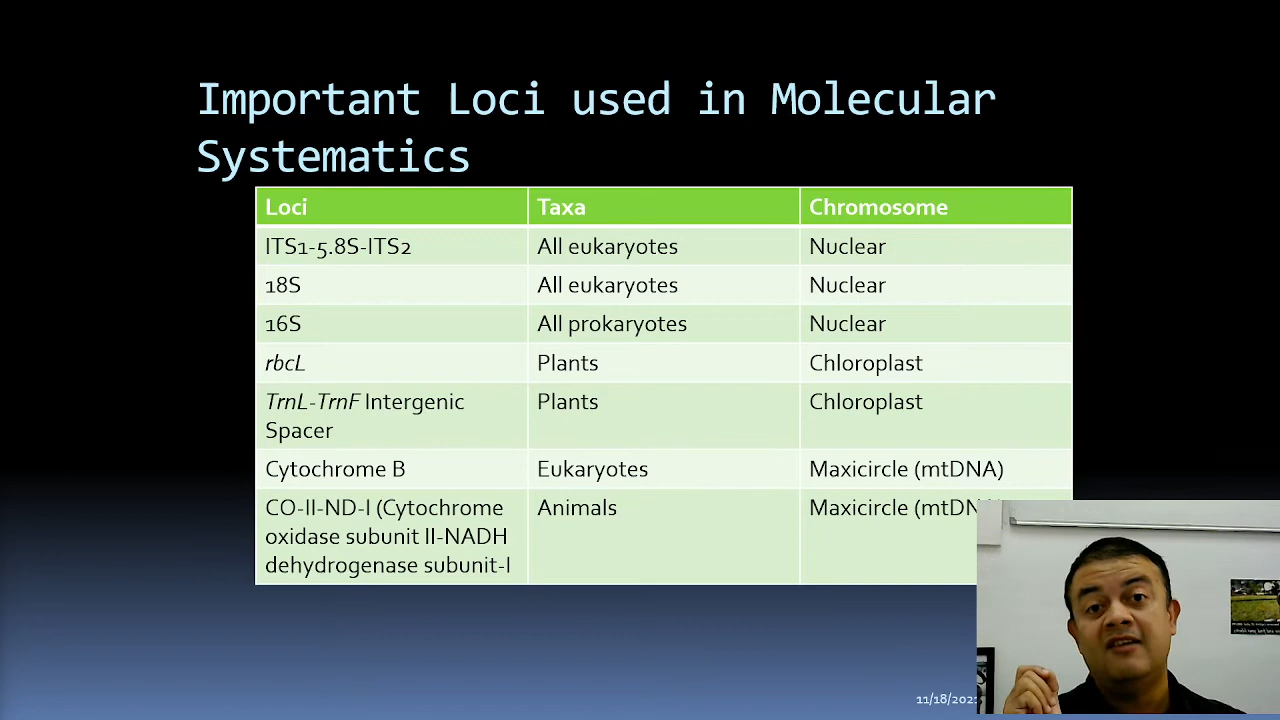 Important Loci used in Molecular
Systematics
Loci Taxa Chromosome
ITS1-5.8S-ITS2 All eukaryotes Nuclear
18S All eukaryotes Nuclear
16S All prokaryotes Nuclear
rbcL Plants Chloroplast
TrnL-TrnF Intergenic Plants Chloroplast
Spacer
Cytochrome B Eukaryotes Maxicircle (mtDNA)
CO-II-ND-I (Cytochrome Animals Maxicircle
oxidase subunit II-NADH
dehydrogenase subunit-I